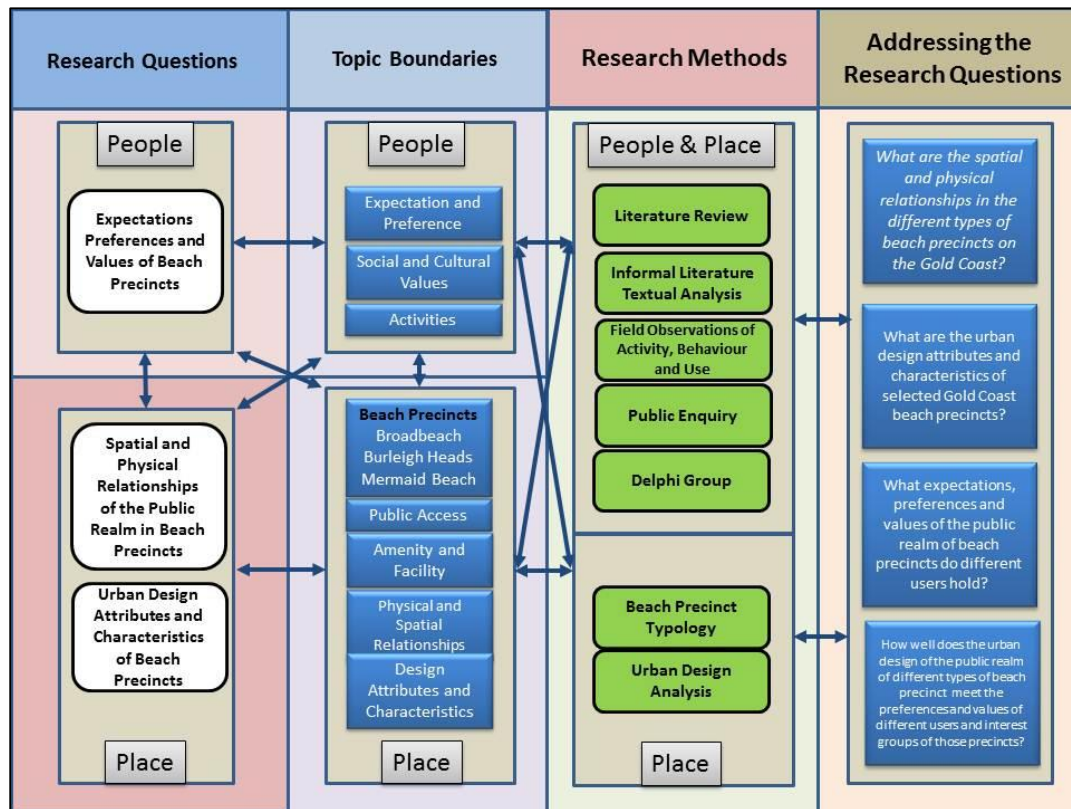 Research Questions
Topic Boundaries
Research Methods
Addressing the
Research Questions
People
Expectations
Preferences and
Values of Beach
Precincts
Spatial and
Physical
Relationships
of the Public
Realm in Beach
Precincts
Urban Design
Attributes and
Characteristics
of Beach
Precincts
Place
People
Expectation and
Preference
Social and Cultural
Values
Activities
Beach Precincts
Broadbeach
Burleigh Heads
Mermaid Beach
Public Access
Amenity and
Facility
Physical and
Spatial
Relationships
Design
Attributes and
Characteristics
Place
People & Place
Literature Review
Informal Literature
Textual Analysis
Field Observations of
Activity, Behaviour
and Use
Public Enquiry
Delphi Group
Beach Precinct
Typology
Urban Design
Analysis
Place
What are the spatial
and physical
relationships in the
different types of
beach precincts on
the Gold Coast?
What are the urban
design attributes and
characteristics of
selected Gold Coast
beach precincts?
What expectations,
preferences and
values of the public
realm of beach
precincts do different
users hold?
How well does the urban
design of the public realm
of different types of beach
precinct meet the
preferences and values of
different users and interest
groups of those precincts?